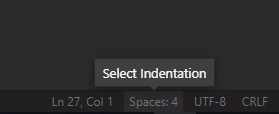 Select Indentation
Ln 27, Col 1 Spaces: 4 UTF-8 CRLF